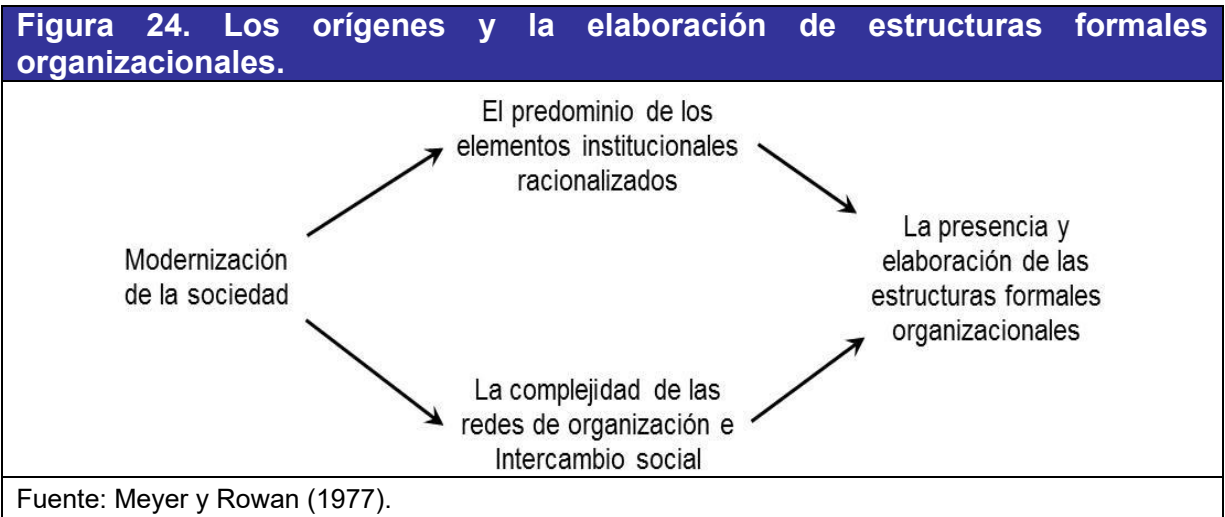 Figura 24. Los orígenes y la elaboración de estructuras formales
organizacionales.
El predominio de los
elementos institucionales
racionalizados
Modernización
de la sociedad
La presencia y
elaboración de las
estructuras formales
organizacionales
La complejidad de las
redes de organización e
Intercambio social
Fuente: Meyer y Rowan (1977).